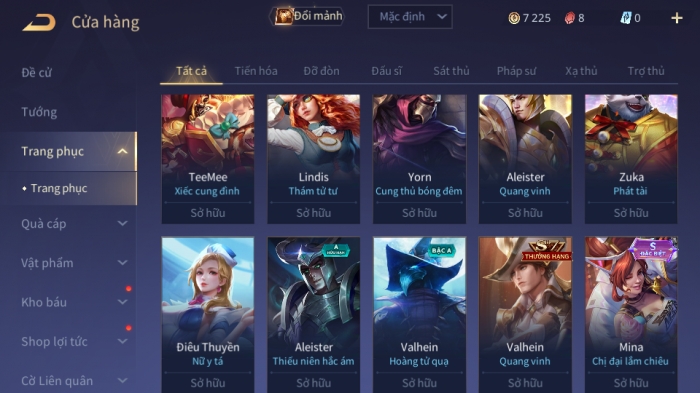 Cửa hàng
Đổi mảnh
Mặc định
7 225
8
0
Đề cử
Tướng
Trang phục
Trang phục
Quà cáp
Vật phẩm
Kho báu
Shop lợi tức
Cờ Liên quân
Tất cả
Tiến hóa
Đỡ đòn
Đấu sĩ
Sát thủ
Pháp sư
Xạ thủ
Trợ thủ
TeeMee
Xiếc cung đình
Sở hữu
Lindis
Thám tử tư
Sở hữu
Yorn
Cung thủ bóng đêm
Sở hữu
Aleister
Quang vinh
Sở hữu
Zuka
Phát tài
Sở hữu
Điêu Thuyền
Nữ y tá
Sở hữu
A
HỮU HẠN
Aleister
Thiếu niên hắc ám
Sở hữu
BẬC A
Valhein
Hoàng tử quạ
Sở hữu
THƯỞNG HẠNG
Valhein
Quang vinh
Sở hữu
S
ĐẶC BIỆT
Mina
Chị đại lắm chiêu
Sở hữu